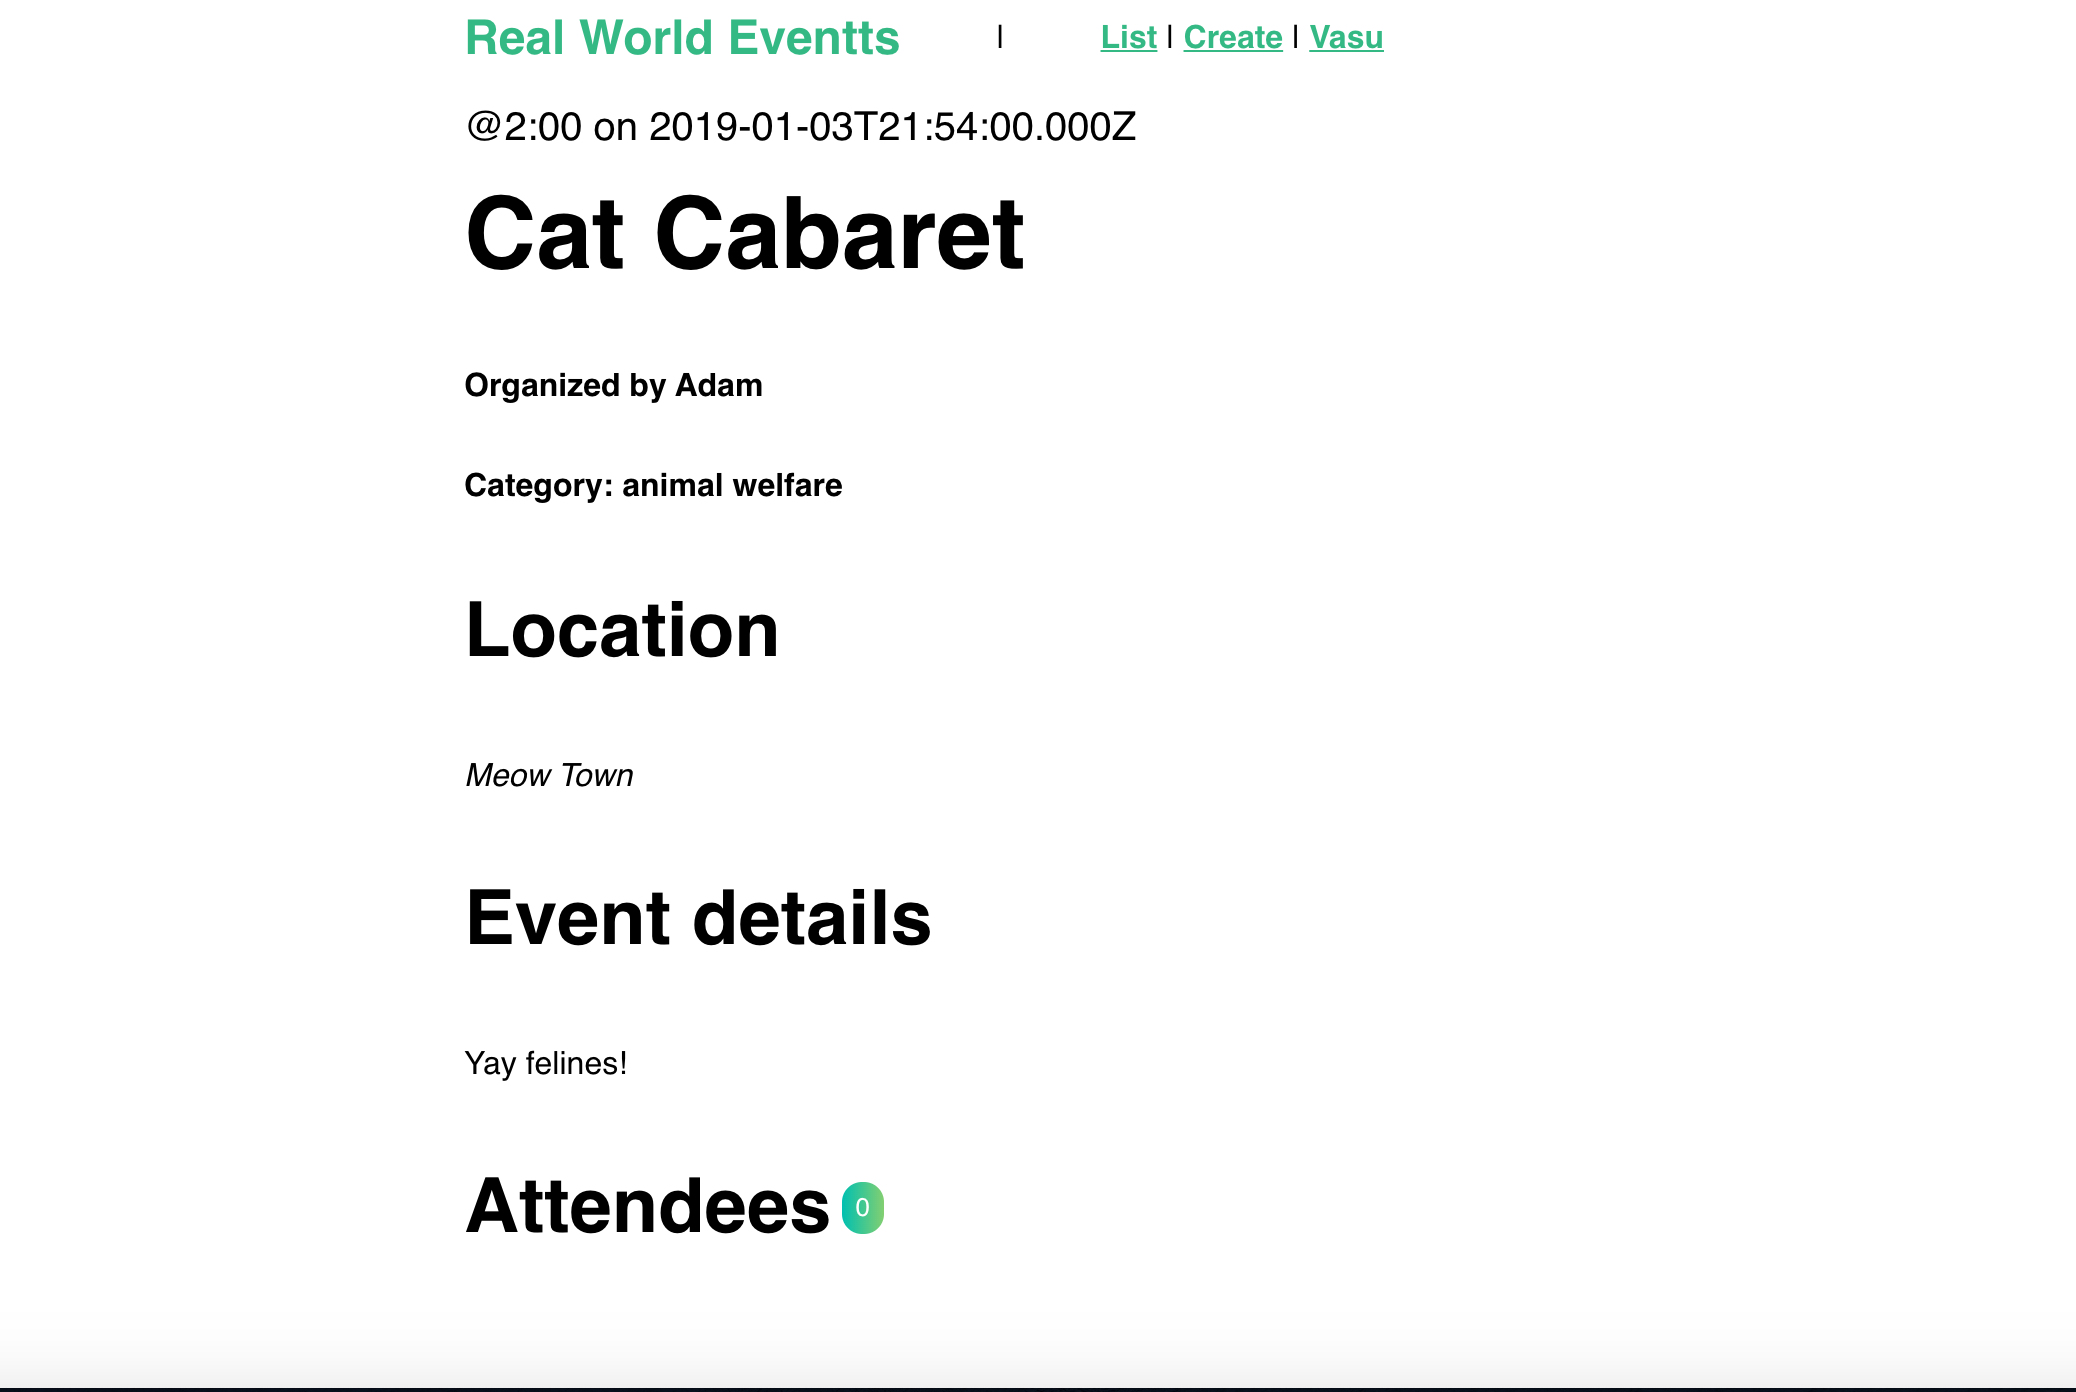 Real World Eventts | List | Create | Vasu
@2:00 on 2019-01-03T21:54:00.000Z
Cat Cabaret
Organized by Adam
Category: animal welfare
Location
Meow Town
Event details
Yay felines!
Attendees 0